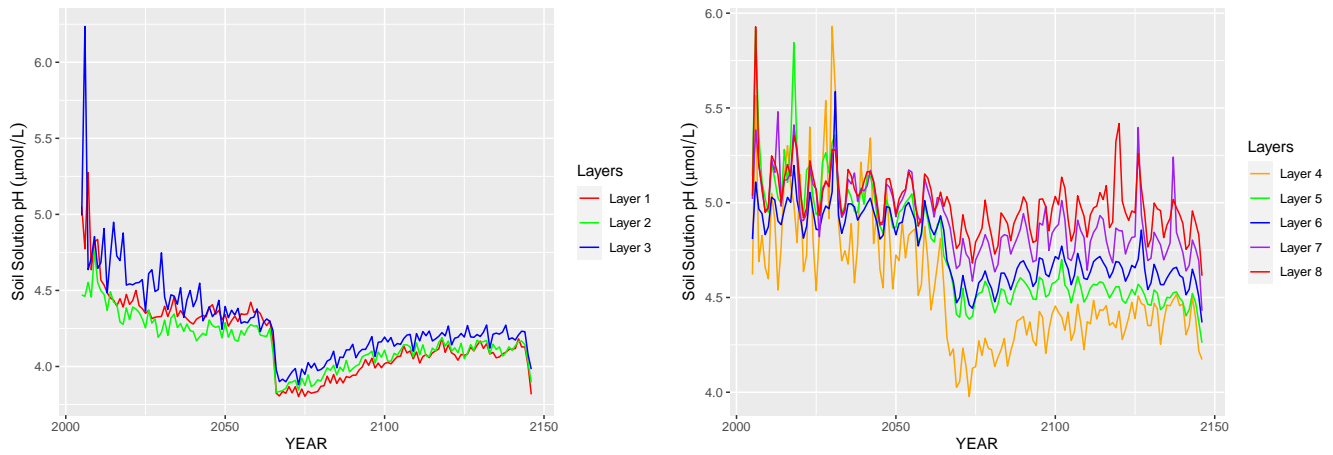 Soil Solution pH (μmol/L)
6.0
5.5
5.0
4.5
4.0
2000
2050
2100
2150
YEAR
Layers
Layer 1
Layer 2
Layer 3
Soil Solution pH (μmol/L)
6.0
5.5
5.0
4.5
4.0
2000
2050
2100
2150
YEAR
Layers
Layer 4
Layer 5
Layer 6
Layer 7
Layer 8